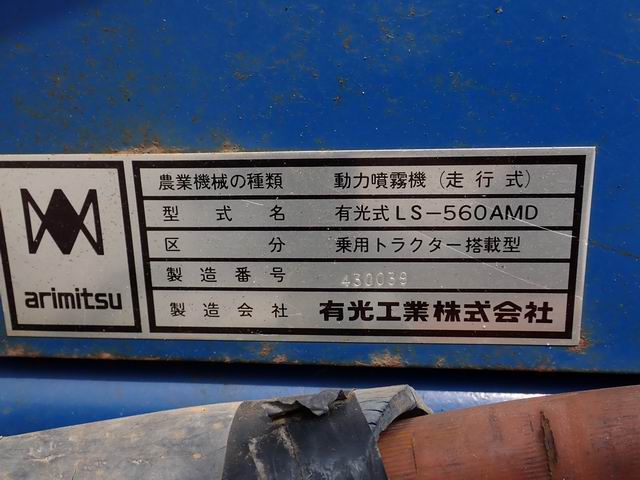 arimitsu
農業機械の種類 動力噴霧機(走行式)
型式名 有光式LS-560AMD
区分 乗用トラクター搭載型
製造番号 430039
製造会社 有光工業株式会社